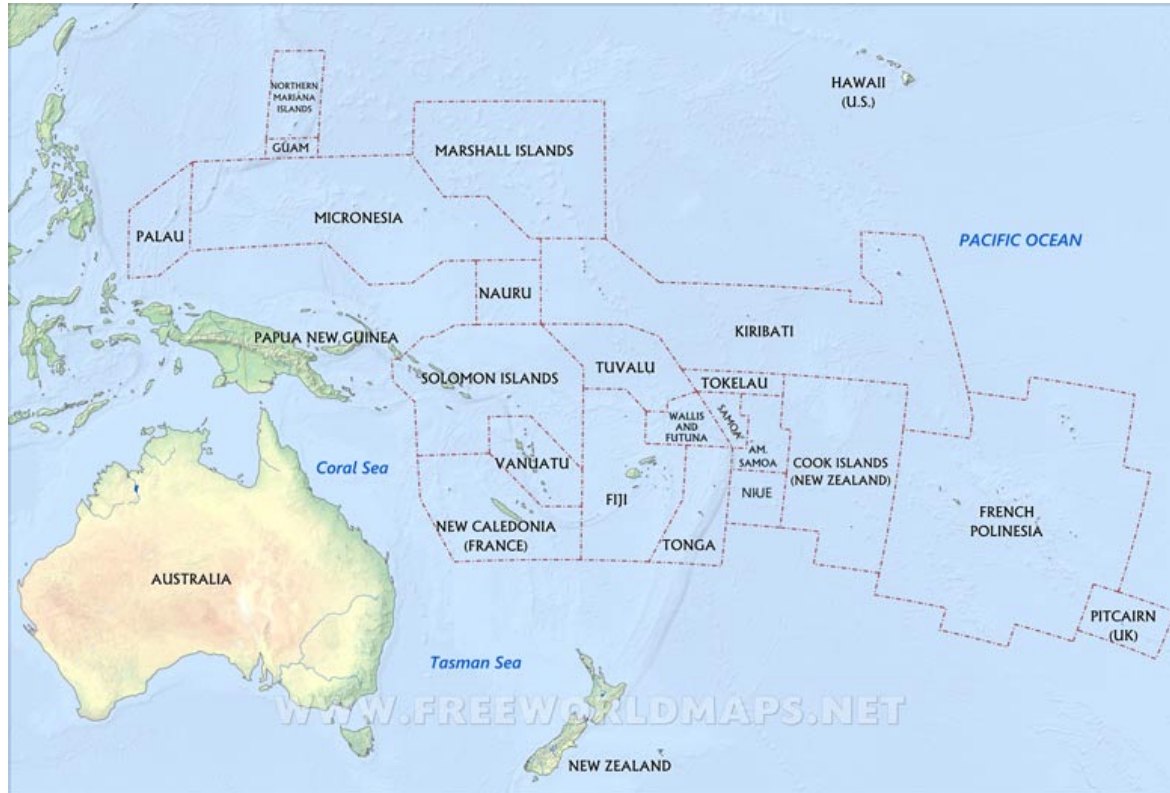 HAWAII
(U.S.)
NORTHERN
MARIANA
ISLANDS
GUAM
MARSHALL ISLANDS
MICRONESIA
PALAU
PACIFIC OCEAN
NAURU
KIRIBATI
PAPUA NEW GUINEA
TUVALU
SOLOMON ISLANDS
TOKELAU
WALLIS
AND
FUTUNA
SAMOA
AM.
SAMOA
COOK ISLANDS
(NEW ZEALAND)
Coral Sea
VANUATU
FIJI
NIUE
FRENCH
POLINESIA
NEW CALEDONIA
(FRANCE)
TONGA
AUSTRALIA
PITCAIRN
(UK)
Tasman Sea
WWW.FREEWORLDMAPS.NET
NEW ZEALAND